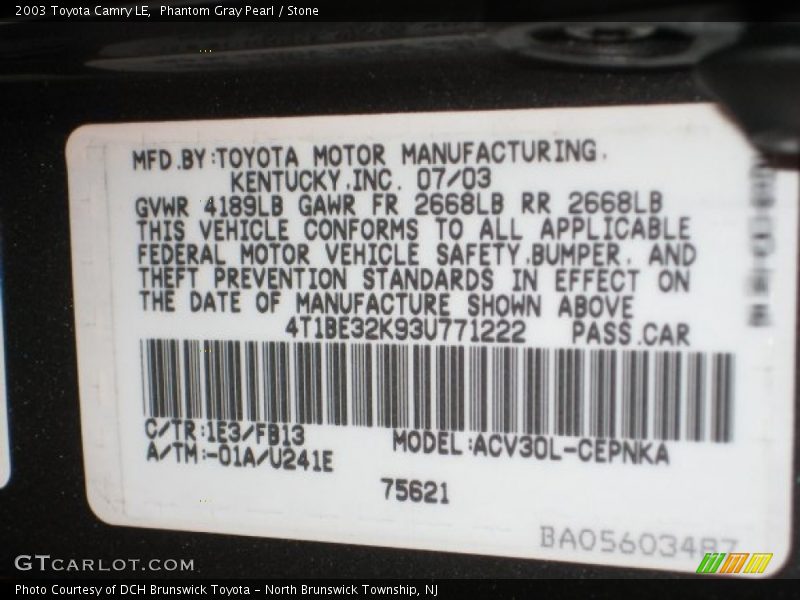 2003 Toyota Camry LE,  Phantom Gray Pearl / Stone
MFD.BY:TOYOTA MOTOR MANUFACTURING.
KENTUCKY.INC. 07/03
GVWR 4189LB GAWR FR 2668LB RR 2668LB
THIS VEHICLE CONFORMS TO ALL APPLICABLE
FEDERAL MOTOR VEHICLE SAFETY.BUMPER. AND
THEFT PREVENTION STANDARDS IN EFFECT ON
THE DATE OF MANUFACTURE SHOWN ABOVE
4T1BE32K93U771222 PASS.CAR
C/TR:1E3/FB13
A/TM:-01A/U241E
MODEL:ACV30L-CEPNKA
75621
GTCARLOT.COM
Photo Courtesy of DCH Brunswick Toyota - North Brunswick Township, NJ